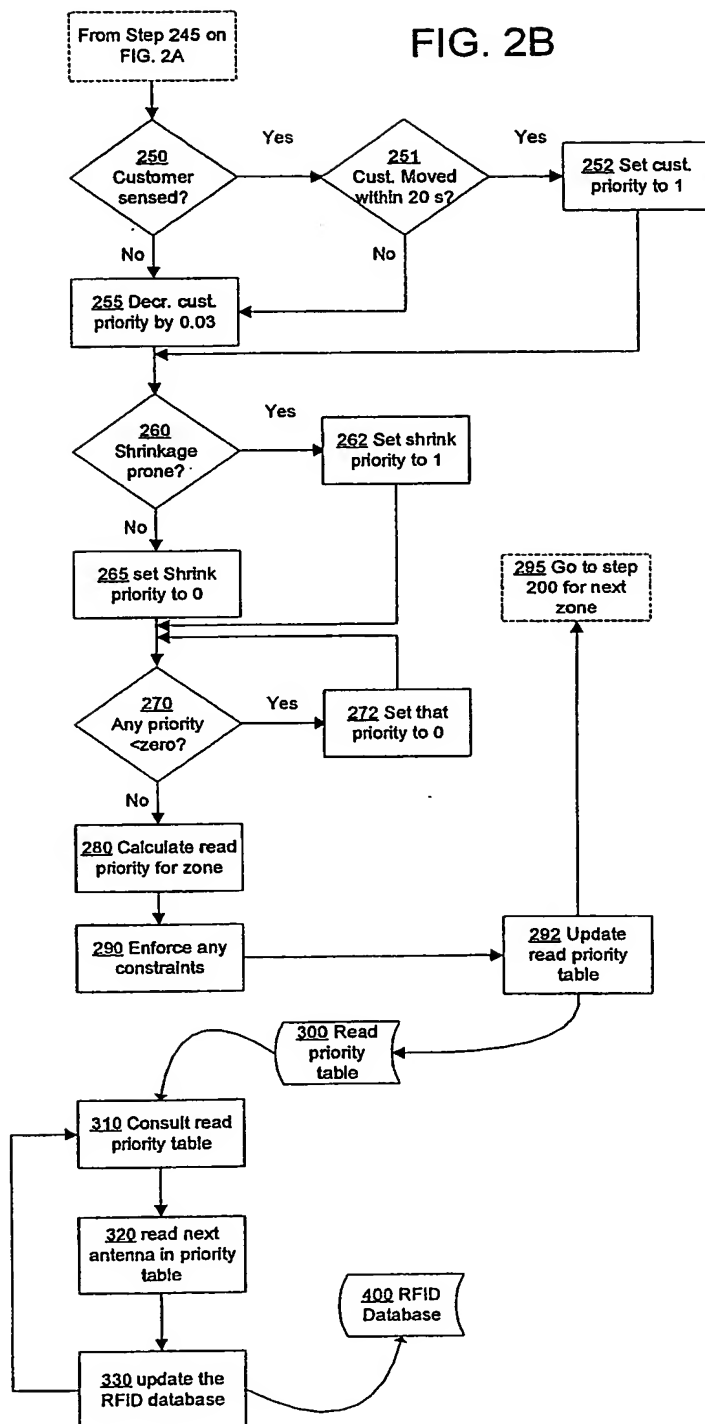 From Step 245 on
FIG. 2A
FIG. 2B
250
Customer
sensed?
Yes
251
Cust. Moved
within 20 s?
Yes
252 Set cust.
priority to 1
No
No
255 Decr. cust.
priority by 0.03
260
Shrinkage
prone?
Yes
262 Set shrink
priority to 1
No
265 set Shrink
priority to 0
295 Go to step
200 for next
zone
270
Any priority
<zero?
Yes
272 Set that
priority to 0
No
280 Calculate read
priority for zone
290 Enforce any
constraints
292 Update
read priority
table
300 Read
priority
table
310 Consult read
priority table
320 read next
antenna in priority
table
400 RFID
Database
330 update the
RFID database